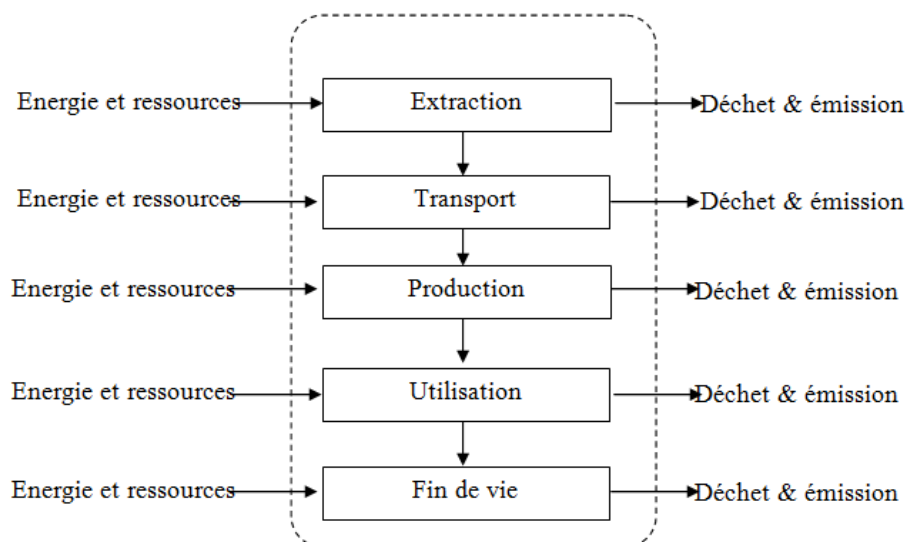 Energie et ressources Extraction Déchet & émission
Energie et ressources Transport Déchet & émission
Energie et ressources Production Déchet & émission
Energie et ressources Utilisation Déchet & émission
Energie et ressources Fin de vie Déchet & émission